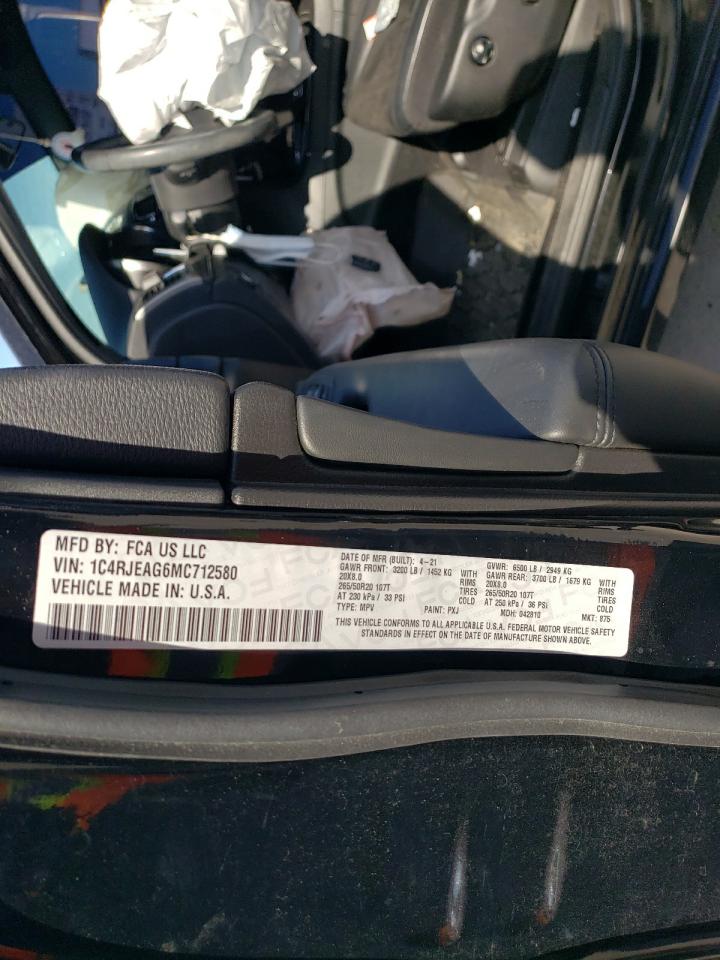 MFD BY: FCA US LLC
VIN: 1C4RJEAG6MC712580
VEHICLE MADE IN: U.S.A.
DATE OF MFR (BUILT): 4-21
GAWR FRONT: 3200 LB / 1452 KG
20X8.0 RIMS
265/50R20 107T TIRES
AT 230 kPa / 33 PSI COLD
TYPE: MPV PAINT: PXJ MDH: 042810 MKT: 875
GVWR: 6500 LB / 2949 KG
GAWR REAR: 3700 LB / 1679 KG
20X8.0 RIMS
265/50R20 107T TIRES
AT 250 kPa / 36 PSI COLD
THIS VEHICLE CONFORMS TO ALL APPLICABLE U.S.A. FEDERAL MOTOR VEHICLE SAFETY
STANDARDS IN EFFECT ON THE DATE OF MANUFACTURE SHOWN ABOVE.